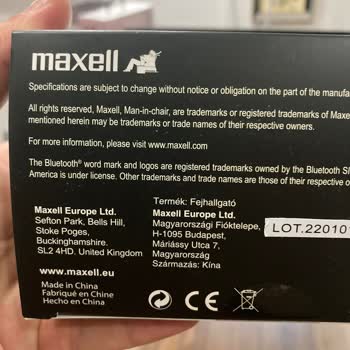 maxell
Specifications are subject to change without notice or obligation on the part of the manufa
All rights reserved, Maxell, Man-in-chair, are trademarks or registered trademarks of Maxe
mentioned herein may be trademarks or trade names of their respective owners.
For more information, please visit www.maxell.com
The Bluetooth® word mark and logos are registered trademarks owned by the Bluetooth SI
America is under license. Other trademarks and trade names are those of their respective o
Maxell Europe Ltd.
Sefton Park, Bells Hill,
Stoke Poges,
Buckinghamshire.
SL2 4HD. United Kingdom
www.maxell.eu
Made in China
Fabriqué en Chine
Hecho en China
Termék: Fejhallgató
Maxell Europe Ltd.
Magyarországi Fióktelepe,
H-1095 Budapest,
Máriássy Utca 7,
Magyarország
Származás: Kína
LOT.220101
CE